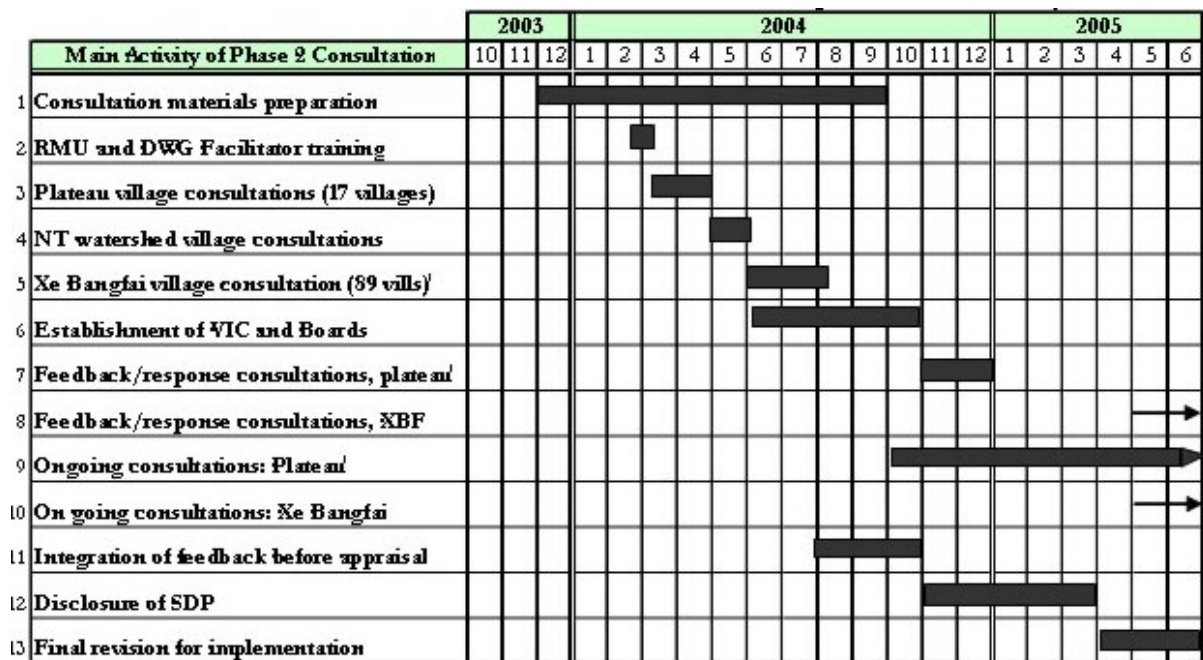 2003 2004 2005
Main Activity of Phase 2 Consultation 10 11 12 1 2 3 4 5 6 7 8 9 10 11 12 1 2 3 4 5 6
1 Consultation materials preparation
2 RMU and DWG Facilitator training
3 Plateau village consultations (17 villages)
4 NT watershed village consultations
5 Xe Bangfai village consultation (89 vills)¹
6 Establishment of VIC and Boards
7 Feedback/response consultations, plateau¹
8 Feedback/response consultations, XBF
9 Ongoing consultations: Plateau¹
10 On going consultations: Xe Bangfai
11 Integration of feedback before appraisal
12 Disclosure of SDP
13 Final revision for implementation